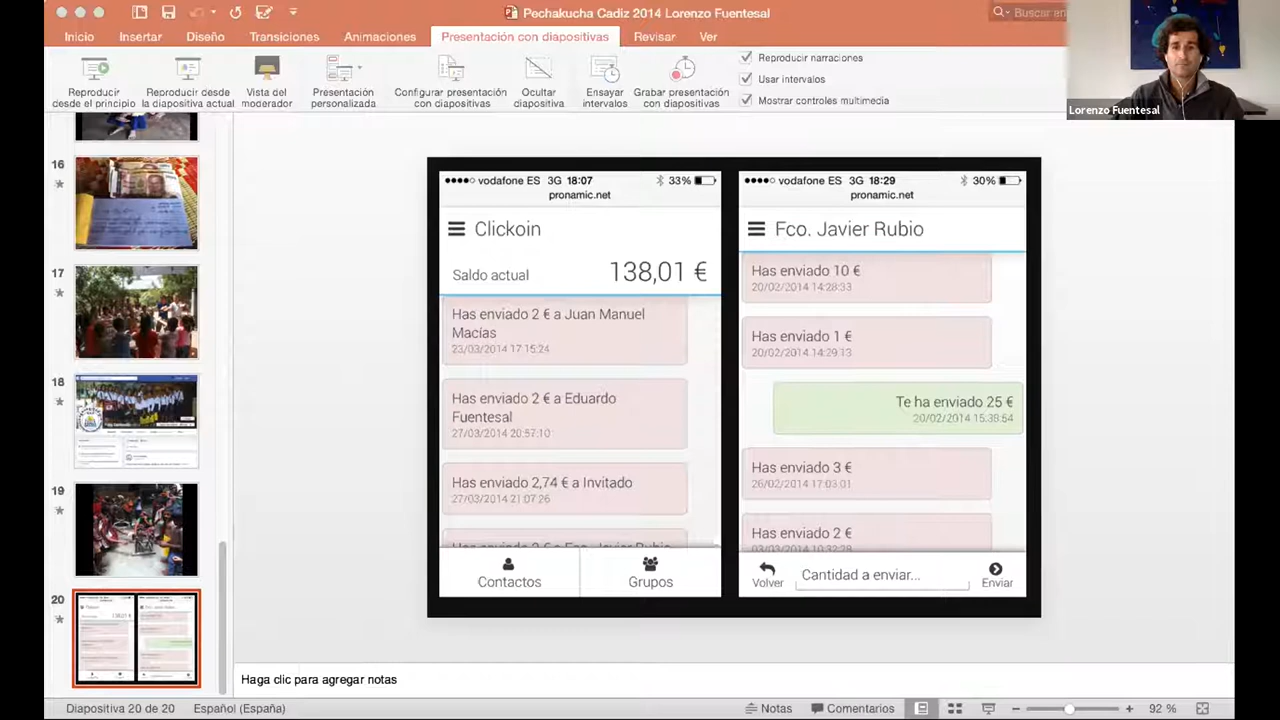 Pechakucha Cadiz 2014 Lorenzo Fuentesal
Buscar en
Inicio
Insertar
Diseño
Transiciones
Animaciones
Presentación con diapositivas
Revisar
Ver
Reproducir
desde el principio
Reproducir desde
la diapositiva actual
Vista del
moderador
Presentación
personalizada
Configurar presentación
con diapositivas
Ocultar
diapositiva
Ensayar
intervalos
Grabar presentación
con diapositivas
Reproducir narraciones
Usar intervalos
Mostrar controles multimedia
Lorenzo Fuentesal
16
17
18
19
20
vodafone ES 3G 18:07 33%
pronamic.net
Clickoin
Saldo actual 138,01 €
Has enviado 2 € a Juan Manuel
Macías
23/03/2014 17:15:24
Has enviado 2 € a Eduardo
Fuentesal
27/03/2014
Has enviado 2,74 € a Invitado
27/03/2014 21:07:26
Contactos
Grupos
vodafone ES 3G 18:29 30%
pronamic.net
Fco. Javier Rubio
Has enviado 10 €
20/02/2014 14:28:33
Has enviado 1 €
20/02/2014
Te ha enviado 25 €
20/02/2014 15:38:54
Has enviado 3 €
26/02/2014
Has enviado 2 €
03/03/2014 10:32:28
Volver
Cantidad a enviar...
Enviar
Haga clic para agregar notas
Diapositiva 20 de 20
Español (España)
Notas
Comentarios
92 %